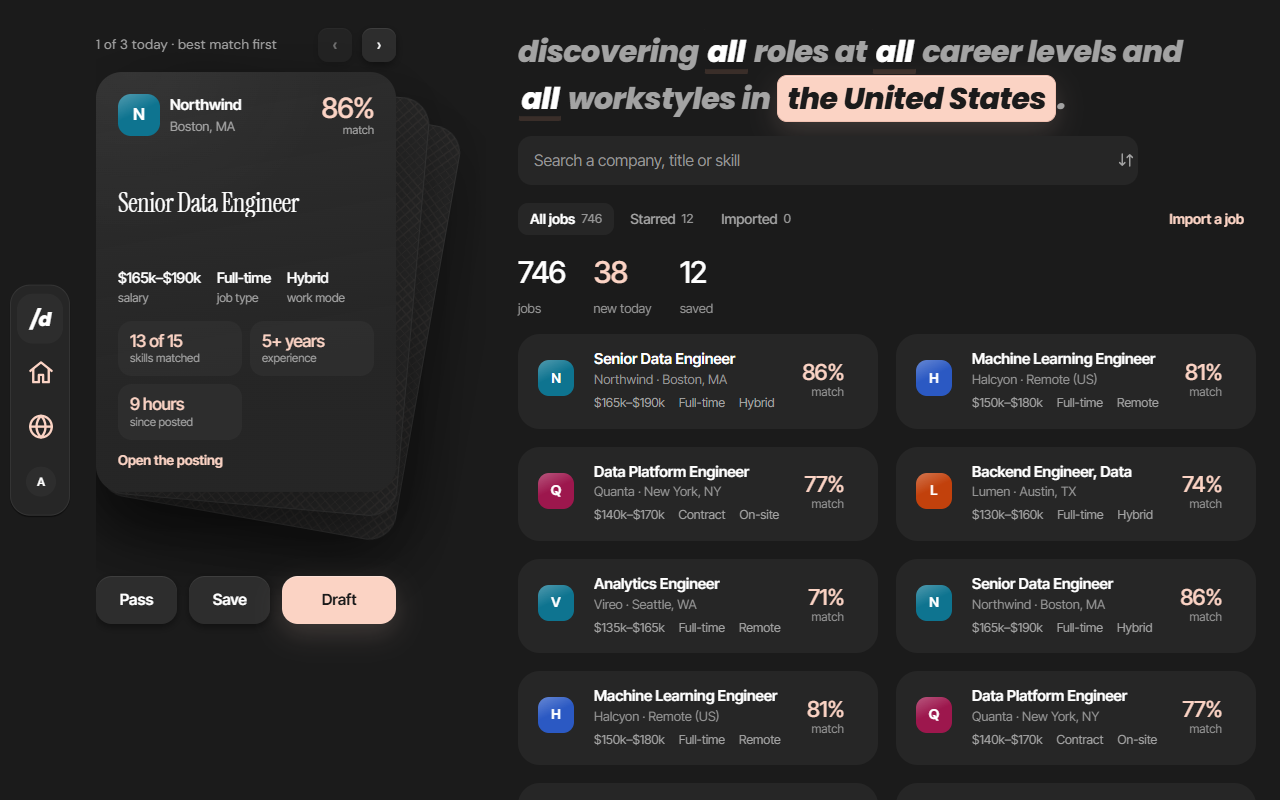 1 of 3 today · best match first
‹ ›
N
Northwind
Boston, MA
86%
match
Senior Data Engineer
$165k–$190k Full-time Hybrid
salary job type work mode
13 of 15
skills matched
5+ years
experience
9 hours
since posted
Open the posting
Pass Save Draft
/d
A
discovering all roles at all career levels and
all workstyles in the United States .
Search a company, title or skill
All jobs 746 Starred 12 Imported 0 Import a job
746 38 12
jobs new today saved
N
Senior Data Engineer
Northwind · Boston, MA
$165k–$190k Full-time Hybrid
86%
match
H
Machine Learning Engineer
Halcyon · Remote (US)
$150k–$180k Full-time Remote
81%
match
Q
Data Platform Engineer
Quanta · New York, NY
$140k–$170k Contract On-site
77%
match
L
Backend Engineer, Data
Lumen · Austin, TX
$130k–$160k Full-time Hybrid
74%
match
V
Analytics Engineer
Vireo · Seattle, WA
$135k–$165k Full-time Remote
71%
match
N
Senior Data Engineer
Northwind · Boston, MA
$165k–$190k Full-time Hybrid
86%
match
H
Machine Learning Engineer
Halcyon · Remote (US)
$150k–$180k Full-time Remote
81%
match
Q
Data Platform Engineer
Quanta · New York, NY
$140k–$170k Contract On-site
77%
match